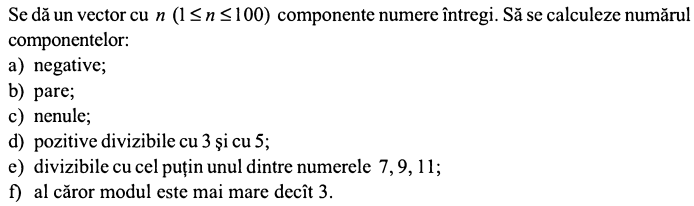 Se dă un vector cu n (1 ≤ n ≤ 100) componente numere întregi. Să se calculeze numărul
componentelor:
a) negative;
b) pare;
c) nenule;
d) pozitive divizibile cu 3 şi cu 5;
e) divizibile cu cel puţin unul dintre numerele 7, 9, 11;
f) al căror modul este mai mare decît 3.